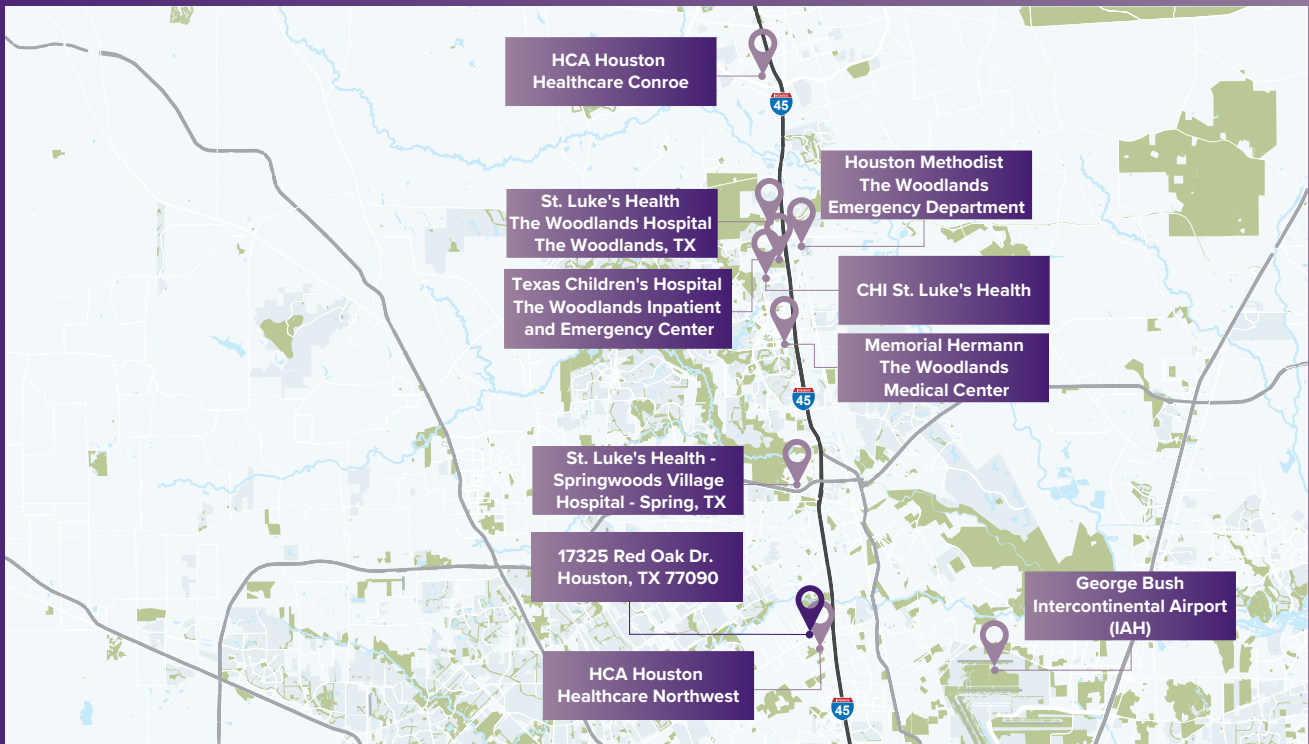 HCA Houston
Healthcare Conroe
45
Houston Methodist
The Woodlands
Emergency Department
St. Luke's Health
The Woodlands Hospital
The Woodlands, TX
CHI St. Luke's Health
Texas Children's Hospital
The Woodlands Inpatient
and Emergency Center
Memorial Hermann
The Woodlands
Medical Center
45
St. Luke's Health -
Springwoods Village
Hospital - Spring, TX
17325 Red Oak Dr.
Houston, TX 77090
George Bush
Intercontinental Airport
(IAH)
HCA Houston
Healthcare Northwest
45